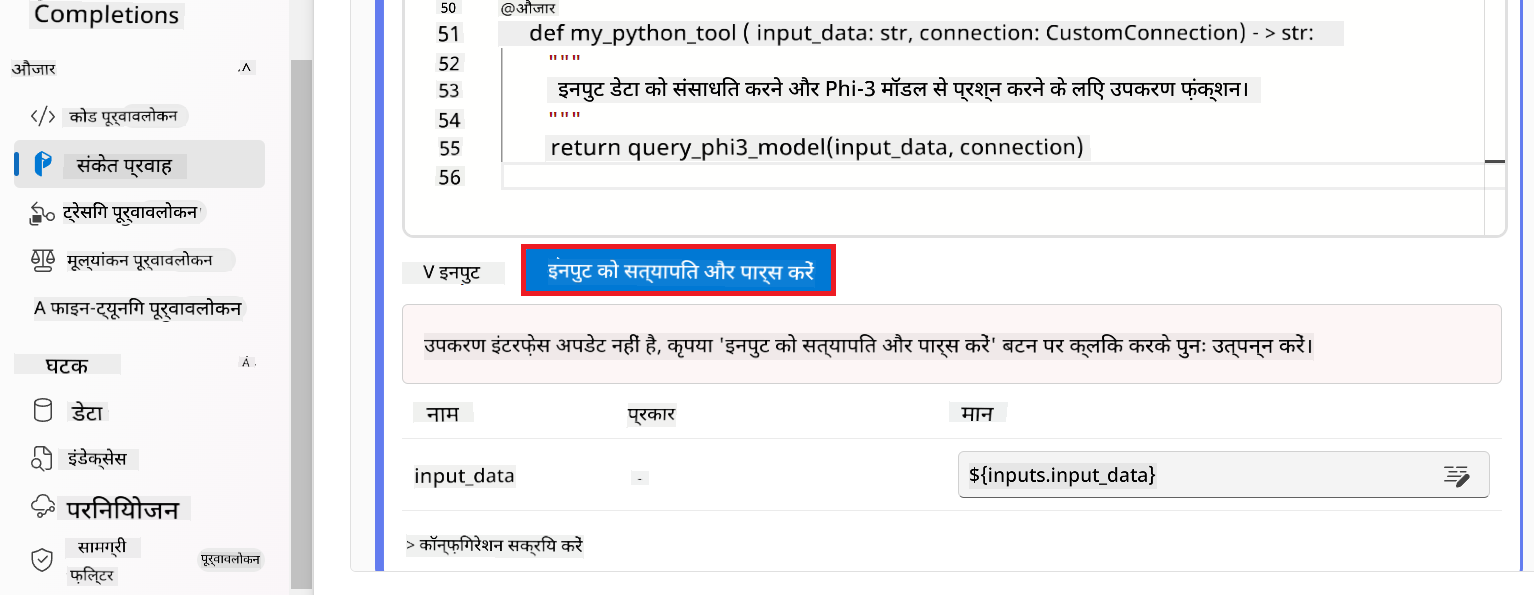 Completions
औजार
कोड पूर्वावलोकन
संकेत प्रवाह
ट्रेसिंग पूर्वावलोकन
मूल्यांकन पूर्वावलोकन
A फाइन-ट्यूनिंग पूर्वावलोकन
घटक
डेटा
इंडेक्सेस
परिनियोजन
सामग्री
फ़िल्टर
पूर्वावलोकन
50 @औजार
51 def my_python_tool ( input_data: str, connection: CustomConnection) - > str:
52 """
53 इनपुट डेटा को संसाधित करने और Phi-3 मॉडल से प्रश्न करने के लिए उपकरण फ़ंक्शन।
54 """
55 return query_phi3_model(input_data, connection)
56
V इनपुट
इंनपुट को सत्यापित और पार्स करें
उपकरण इंटरफ़ेस अपडेट नहीं है, कृपया 'इनपुट को सत्यापित और पार्स करें' बटन पर क्लिक करके पुनः उत्पन्न करें।
नाम प्रकार मान
input_data - ${inputs.input_data}
> कॉन्फ़िगरेशन सक्रिय करें